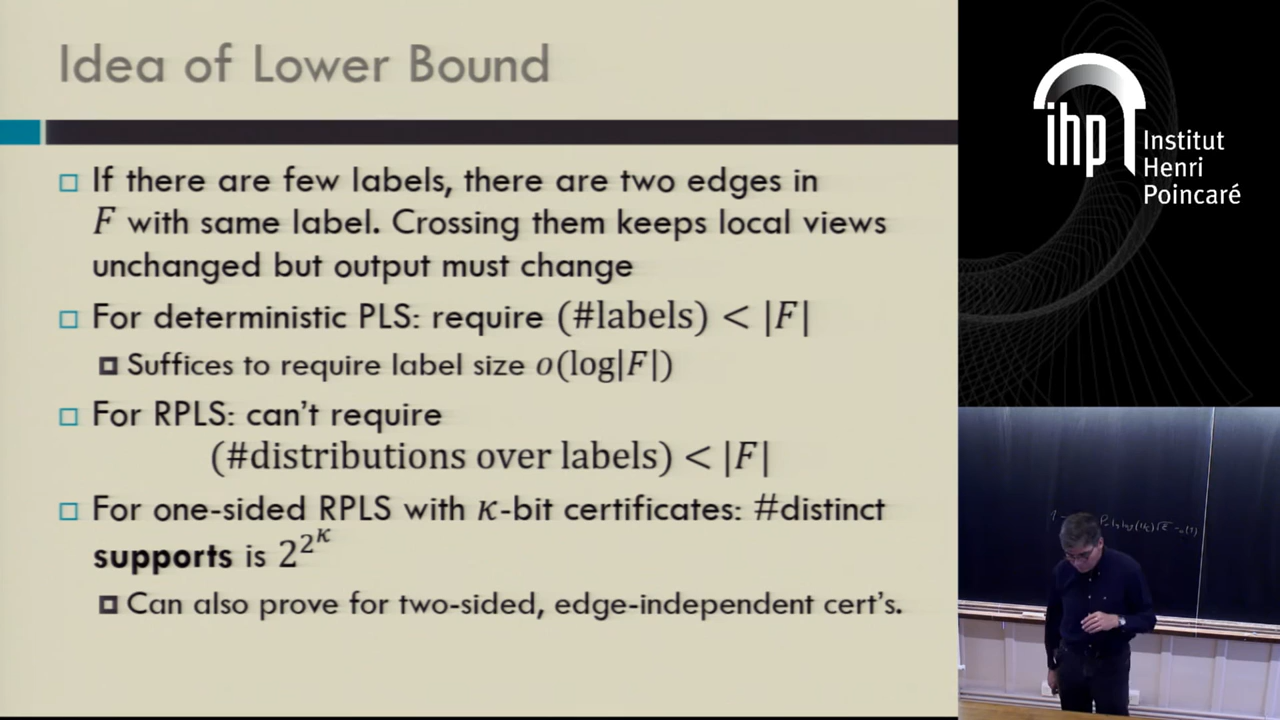 Idea of Lower Bound
If there are few labels, there are two edges in
F with same label. Crossing them keeps local views
unchanged but output must change
For deterministic PLS: require (#labels) < |F|
Suffices to require label size o(log|F|)
For RPLS: can't require
(#distributions over labels) < |F|
For one-sided RPLS with κ-bit certificates: #distinct
supports is 2^2^κ
Can also prove for two-sided, edge-independent cert's.
ihp
Institut
Henri
Poincaré